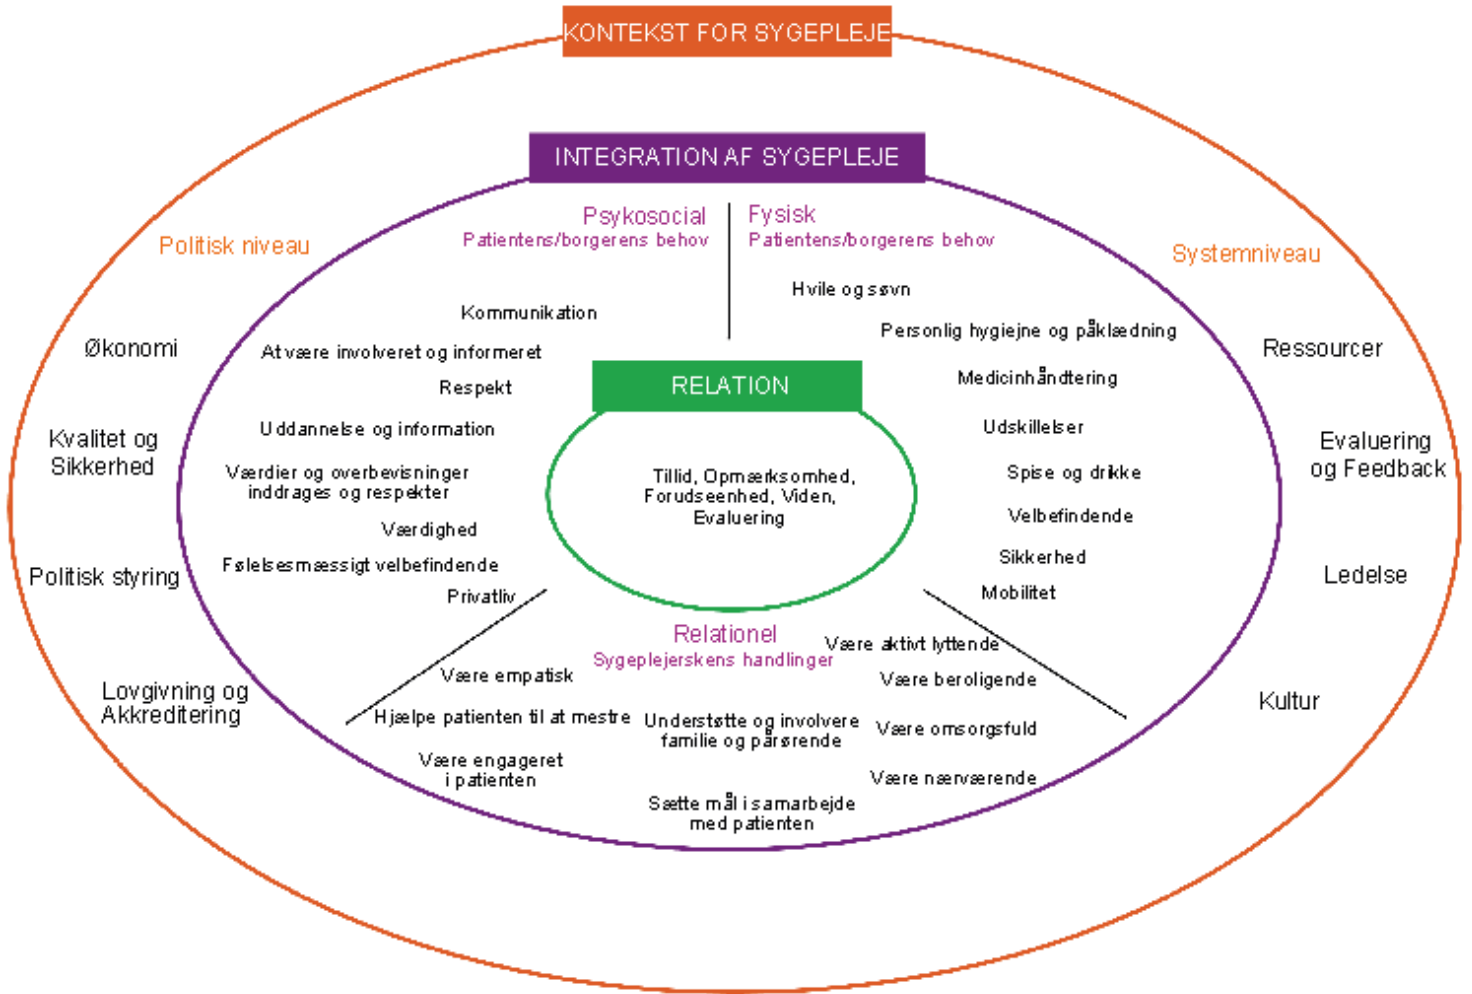 KONTEKST FOR SYGEPLEJE
INTEGRATION AF SYGEPLEJE
Politisk niveau
Økonomi
Kvalitet og
Sikkerhed
Politisk styring
Lovgivning og
Akkreditering
Psykosocial
Patientens/borgerens behov
Kommunikation
At være involveret og informeret
Respekt
Uddannelse og information
Værdier og overbevisninger
inddrages og respekter
Værdighed
Følelsesmæssigt velbefindende
Privatliv
Fysisk
Patientens/borgerens behov
Hvile og søvn
Personlig hygiejne og påklædning
Medicinhåndtering
Udskillelser
Spise og drikke
Velbefindende
Sikkerhed
Mobilitet
RELATION
Tillid, Opmærksomhed,
Forudseenhed, Viden,
Evaluering
Relationel
Sygeplejerskens handlinger
Være empatisk
Hjælpe patienten til at mestre
Være engageret
i patienten
Understøtte og involvere
familie og pårørende
Sætte mål i samarbejde
med patienten
Være aktivt lyttende
Være beroligende
Være omsorgsfuld
Være nærværende
Systemniveau
Ressourcer
Evaluering
og Feedback
Ledelse
Kultur